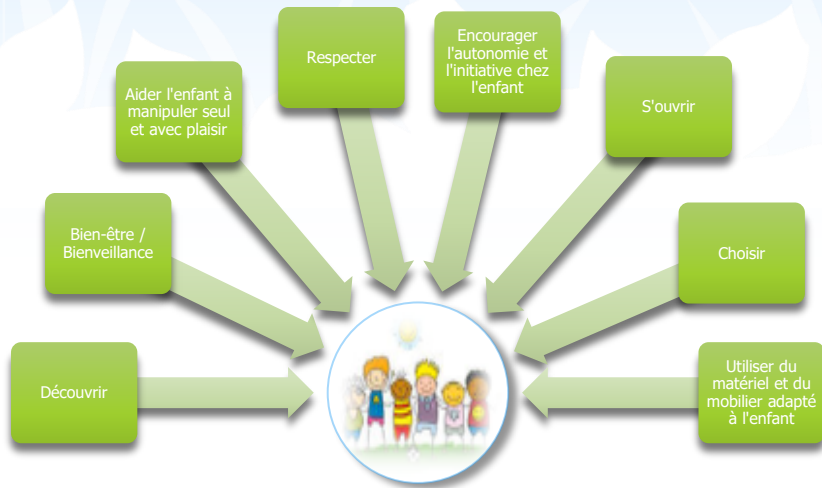 Découvrir
Bien-être /
Bienveillance
Aider l'enfant à
manipuler seul
et avec plaisir
Respecter
Encourager
l'autonomie et
l'initiative chez
l'enfant
S'ouvrir
Choisir
Utiliser du
matériel et du
mobilier adapté
à l'enfant